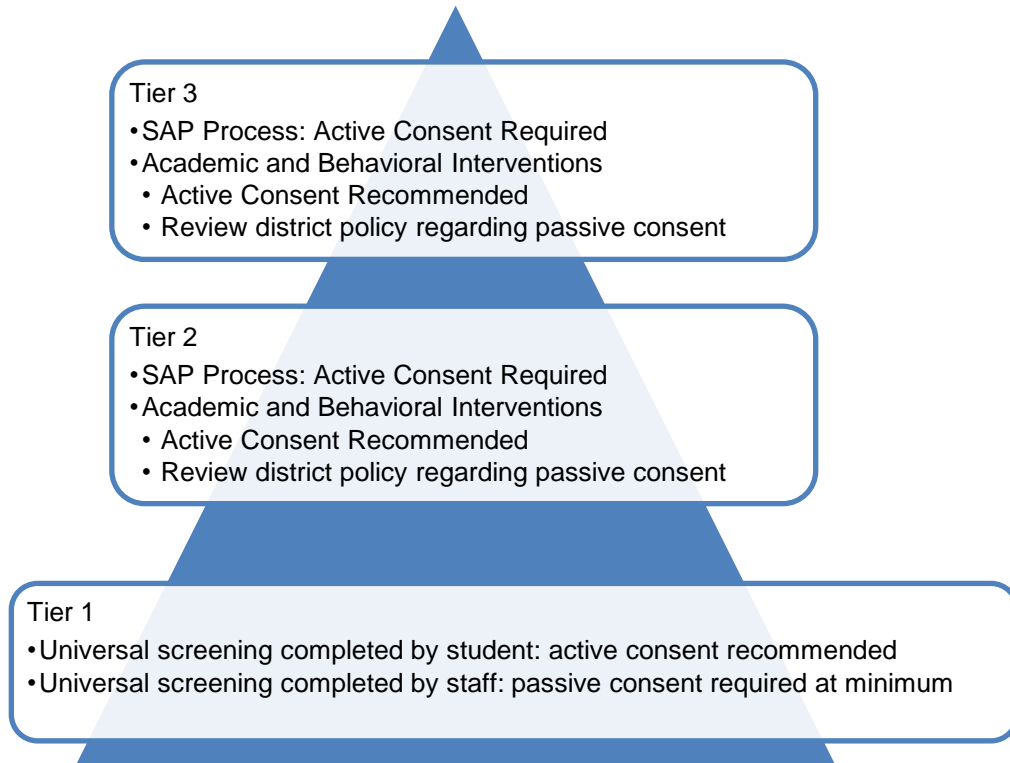 Tier 3
•SAP Process: Active Consent Required
•Academic and Behavioral Interventions
• Active Consent Recommended
• Review district policy regarding passive consent
Tier 2
•SAP Process: Active Consent Required
•Academic and Behavioral Interventions
• Active Consent Recommended
• Review district policy regarding passive consent
Tier 1
•Universal screening completed by student: active consent recommended
•Universal screening completed by staff: passive consent required at minimum